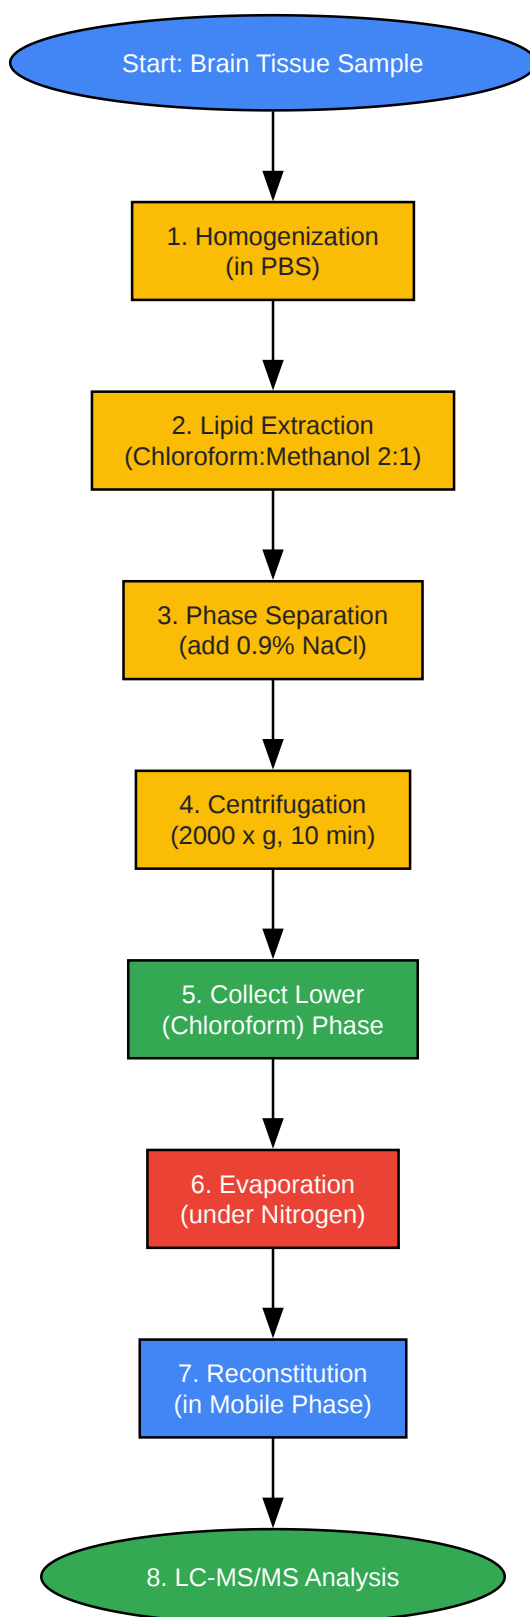 Start: Brain Tissue Sample
1. Homogenization
(in PBS)
2. Lipid Extraction
(Chloroform:Methanol 2:1)
3. Phase Separation
(add 0.9% NaCl)
4. Centrifugation
(2000 x g, 10 min)
5. Collect Lower
(Chloroform) Phase
6. Evaporation
(under Nitrogen)
7. Reconstitution
(in Mobile Phase)
8. LC-MS/MS Analysis